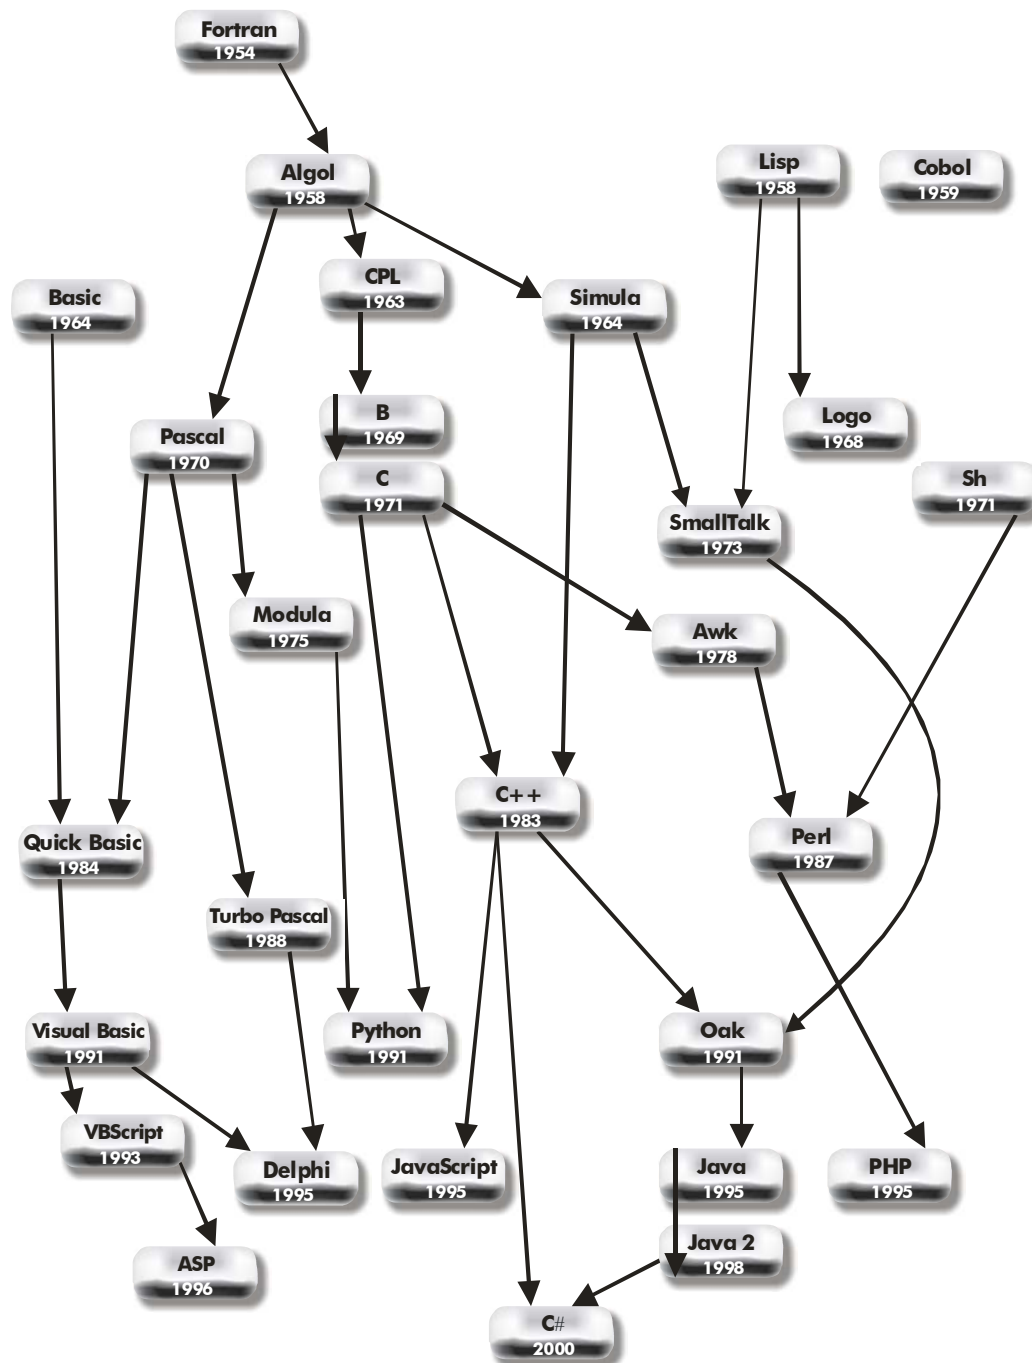 Fortran
1954
Algol
1958
Lisp
1958
Cobol
1959
CPL
1963
Basic
1964
Simula
1964
B
1969
Logo
1968
Pascal
1970
C
1971
Sh
1971
SmallTalk
1973
Modula
1975
Awk
1978
C++
1983
Quick Basic
1984
Perl
1987
Turbo Pascal
1988
Visual Basic
1991
Python
1991
Oak
1991
VBScript
1993
Delphi
1995
JavaScript
1995
Java
1995
PHP
1995
ASP
1996
Java 2
1998
C#
2000